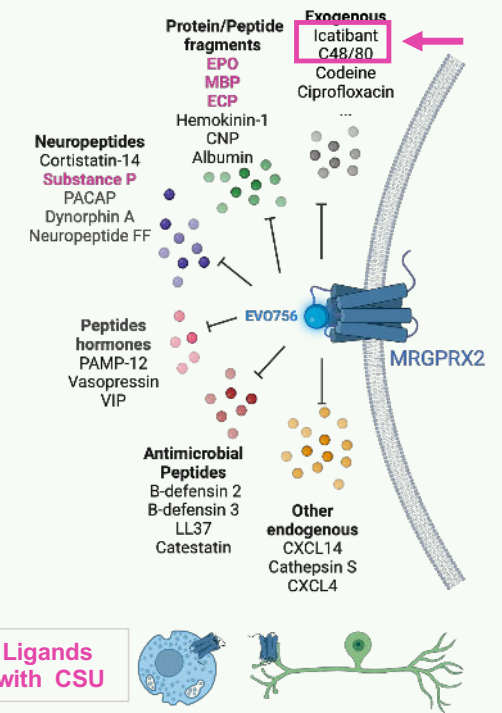 Protein/Peptide
fragments
EPO
MBP
ECP
Hemokinin-1
CNP
Albumin
Exogenous
Icatibant
C48/80
Codeine
Ciprofloxacin
...
Neuropeptides
Cortistatin-14
Substance P
PACAP
Dynorphin A
Neuropeptide FF
EVO756
MRGPRX2
Peptides
hormones
PAMP-12
Vasopressin
VIP
Antimicrobial
Peptides
B-defensin 2
B-defensin 3
LL37
Catestatin
Other
endogenous
CXCL14
Cathepsin S
CXCL4
Ligands
with CSU